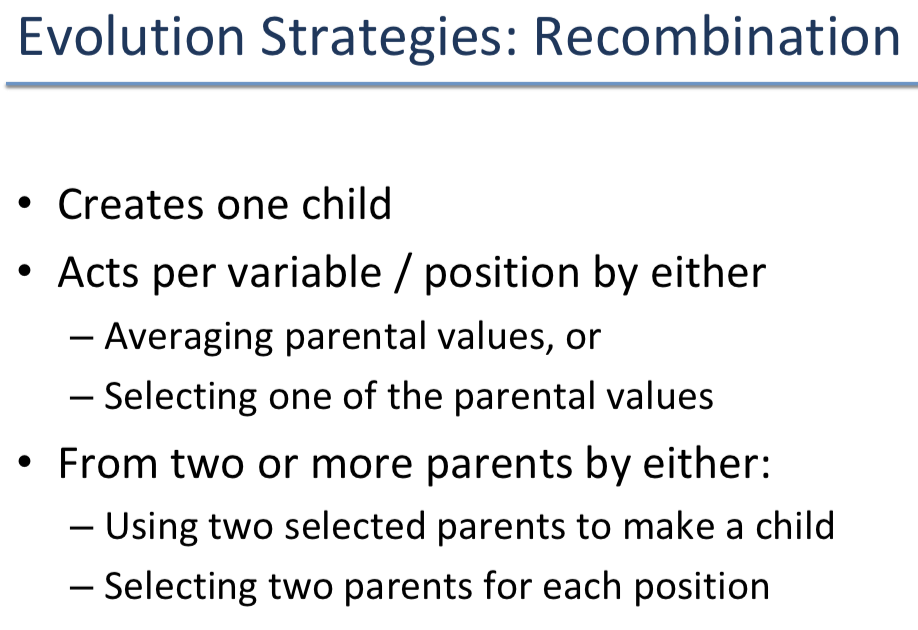 Evolution Strategies: Recombination
• Creates one child
• Acts per variable / position by either
– Averaging parental values, or
– Selecting one of the parental values
• From two or more parents by either:
– Using two selected parents to make a child
– Selecting two parents for each position